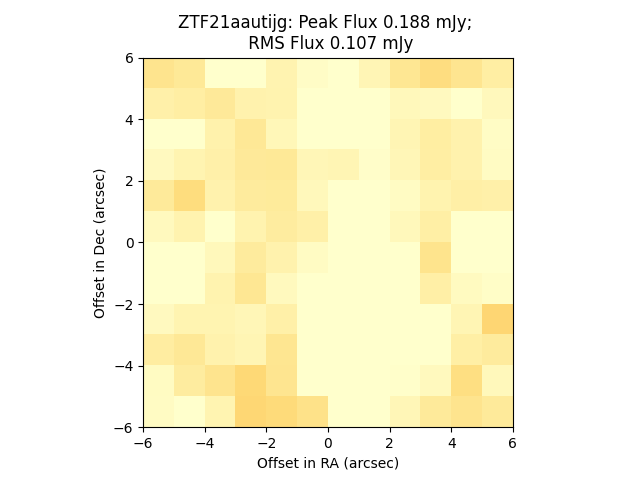 ZTF21aautijg: Peak Flux 0.188 mJy;
RMS Flux 0.107 mJy
6
4
2
0
−2
−4
−6
Offset in Dec (arcsec)
−6 −4 −2 0 2 4 6
Offset in RA (arcsec)